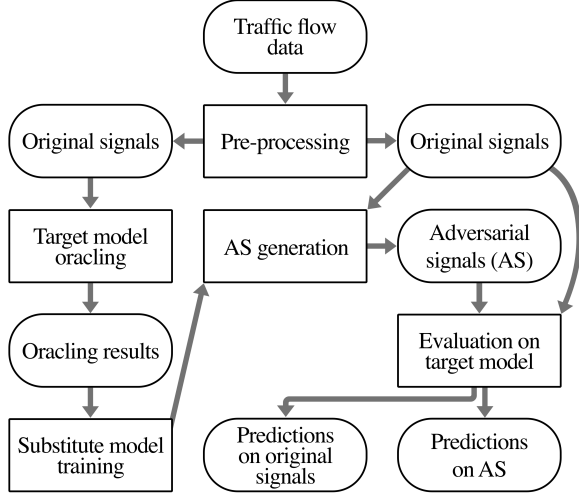 Traffic flow
data
Original signals
Pre-processing
Original signals
Target model
oracling
AS generation
Adversarial
signals (AS)
Oracling results
Evaluation on
target model
Substitute model
training
Predictions
on original
signals
Predictions
on AS